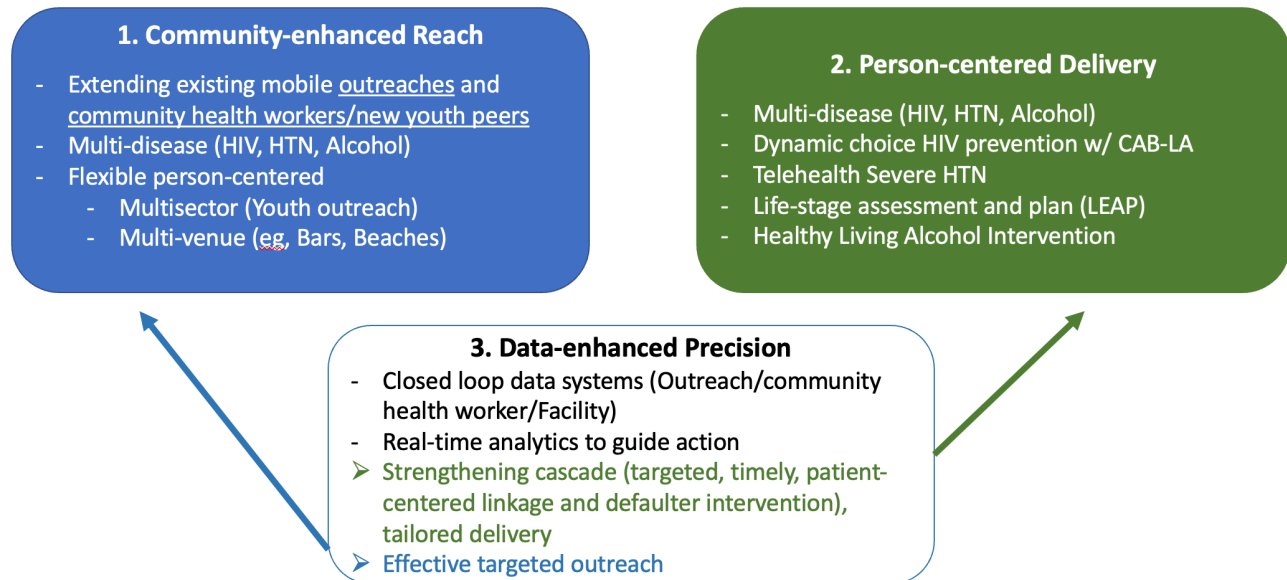 1. Community-enhanced Reach
- Extending existing mobile outreaches and
community health workers/new youth peers
- Multi-disease (HIV, HTN, Alcohol)
- Flexible person-centered
- Multisector (Youth outreach)
- Multi-venue (eg, Bars, Beaches)
2. Person-centered Delivery
- Multi-disease (HIV, HTN, Alcohol)
- Dynamic choice HIV prevention w/ CAB-LA
- Telehealth Severe HTN
- Life-stage assessment and plan (LEAP)
- Healthy Living Alcohol Intervention
3. Data-enhanced Precision
- Closed loop data systems (Outreach/community
health worker/Facility)
- Real-time analytics to guide action
➢ Strengthening cascade (targeted, timely, patient-
centered linkage and defaulter intervention),
tailored delivery
➢ Effective targeted outreach